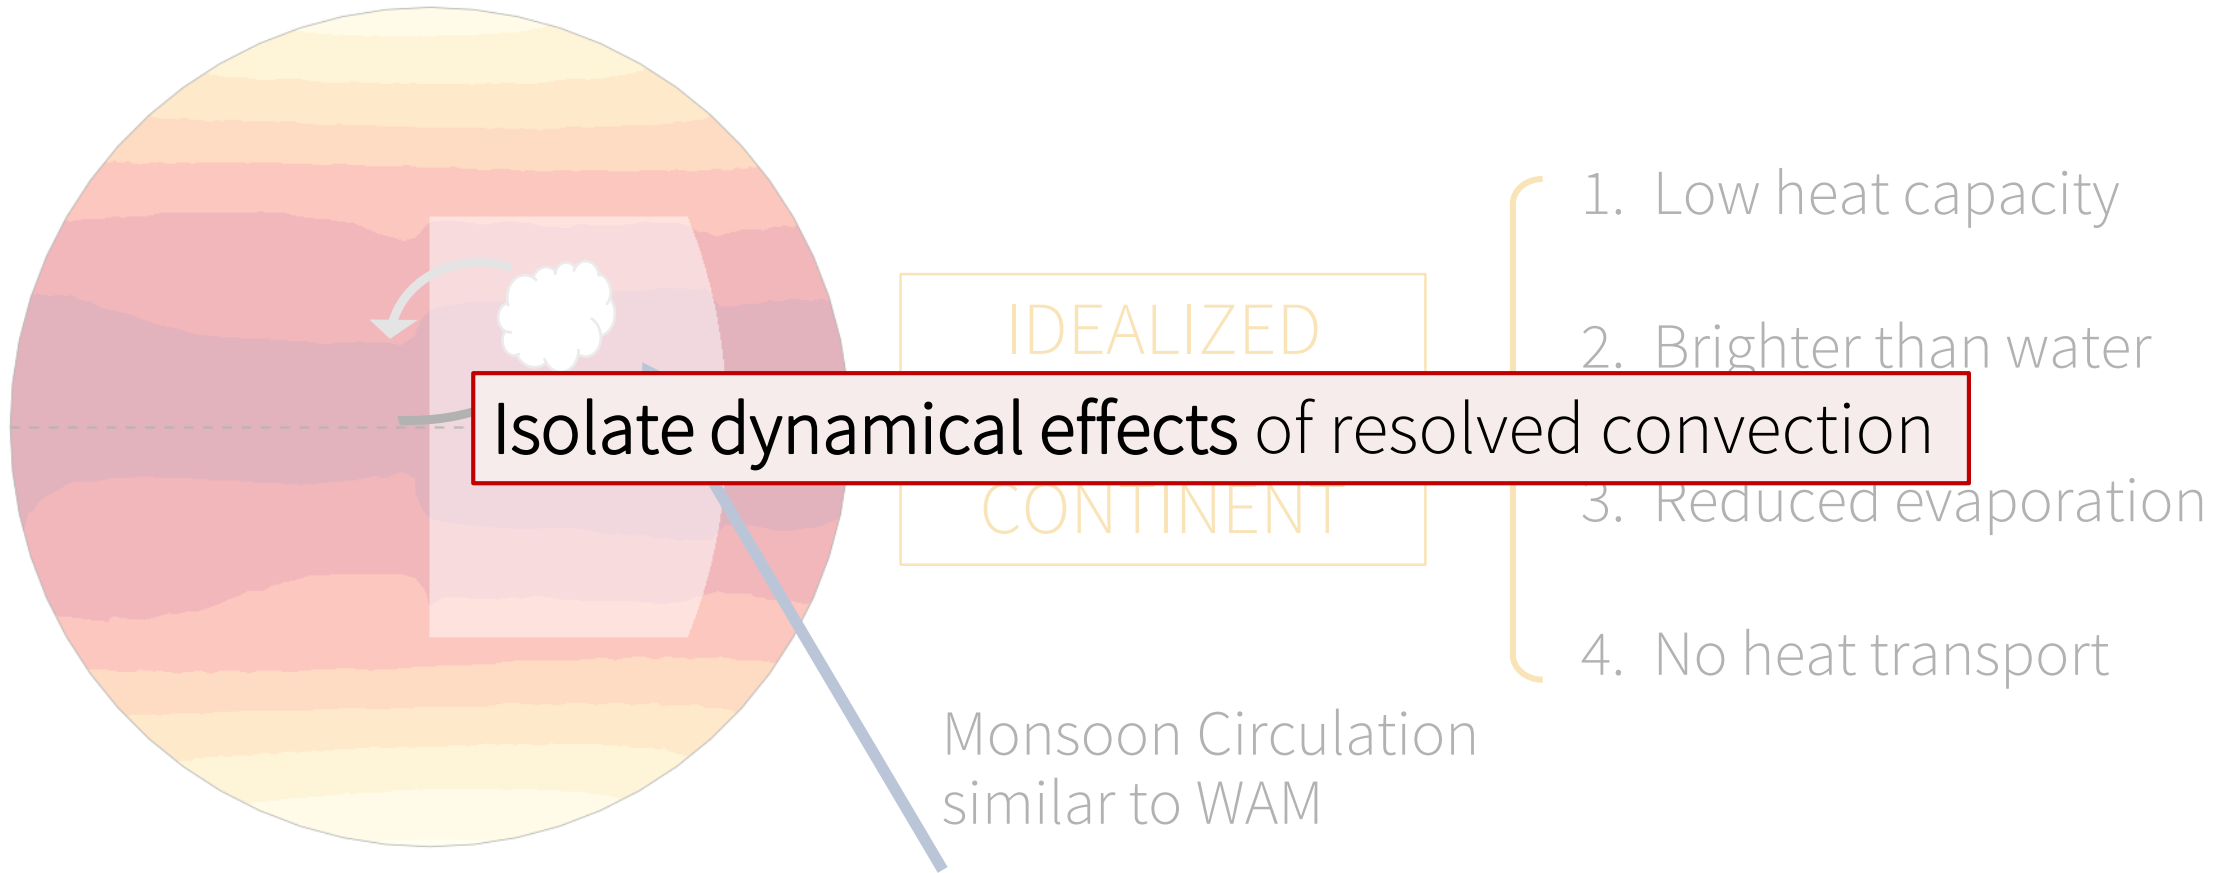 IDEALIZED
CONTINENT
1. Low heat capacity
2. Brighter than water
3. Reduced evaporation
4. No heat transport
Isolate dynamical effects of resolved convection
Monsoon Circulation
similar to WAM